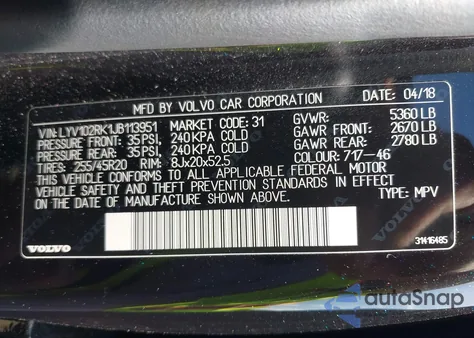 MFD BY VOLVO CAR CORPORATION DATE: 04/18
VIN: LYV102RK1JB113951 MARKET CODE: 31 GVWR: 5360 LB
PRESSURE FRONT: 35 PSI, 240 KPA COLD GAWR FRONT: 2670 LB
PRESSURE REAR: 35 PSI, 240 KPA COLD GAWR REAR: 2780 LB
TIRES: 255/45R20 RIM: 8Jx20x52.5 COLOUR: 717-46
THIS VEHICLE CONFORMS TO ALL APPLICABLE FEDERAL MOTOR
VEHICLE SAFETY, BUMPER, AND THEFT PREVENTION STANDARDS IN EFFECT
ON THE DATE OF MANUFACTURE SHOWN ABOVE. TYPE: MPV
VOLVO 31416485
autoSnap